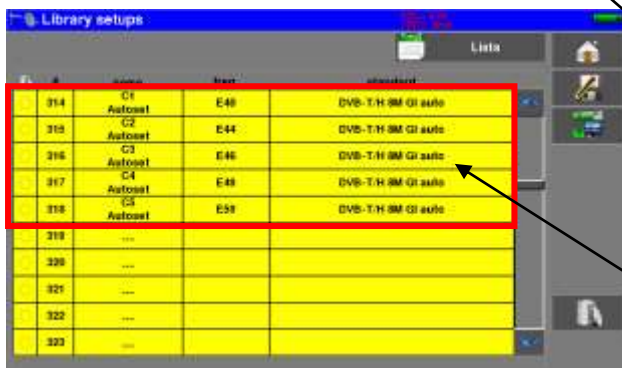 Library setups
Lists
name standard
314 C1 Autoset E40 DVB-T/H 8M GI auto
315 C2 Autoset E44 DVB-T/H 8M GI auto
316 C3 Autoset E46 DVB-T/H 8M GI auto
317 C4 Autoset E48 DVB-T/H 8M GI auto
318 C5 Autoset E50 DVB-T/H 8M GI auto
319 ---
320 ---
321 ---
322 ---
323 ---